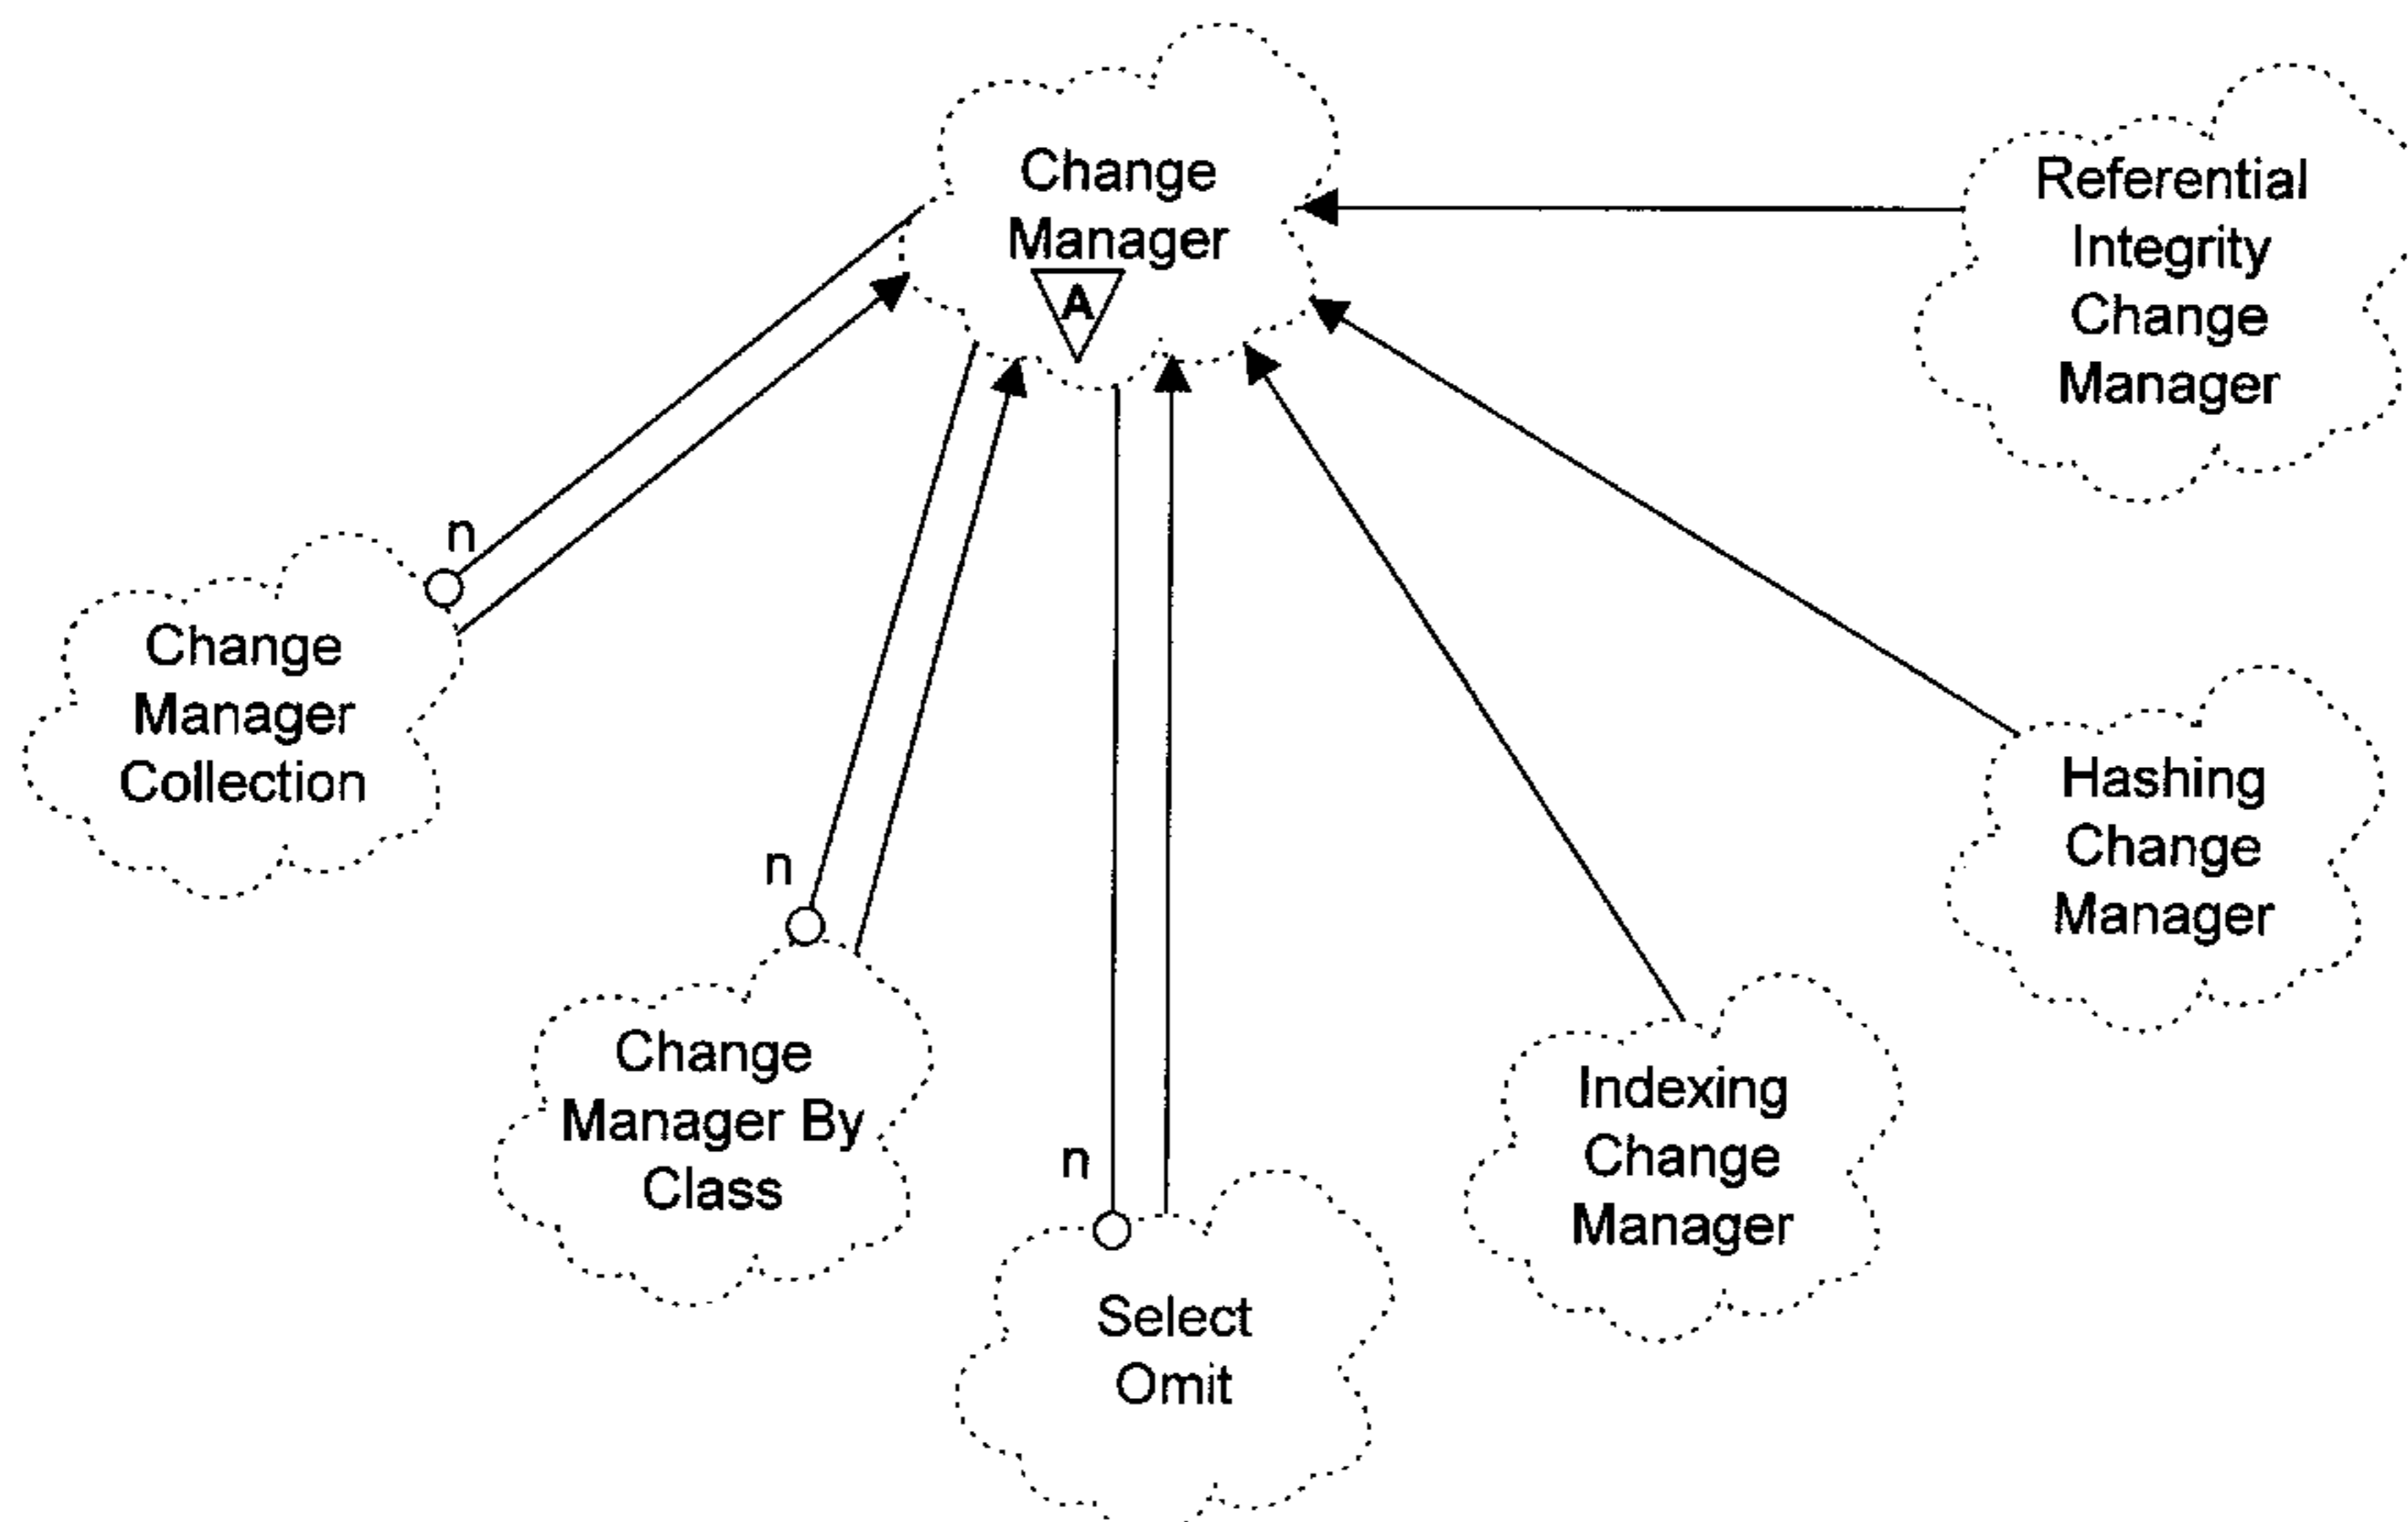 Change
Manager
A
Referential
Integrity
Change
Manager
n
Change
Manager
Collection
n
Change
Manager By
Class
n
Select
Omit
Indexing
Change
Manager
Hashing
Change
Manager